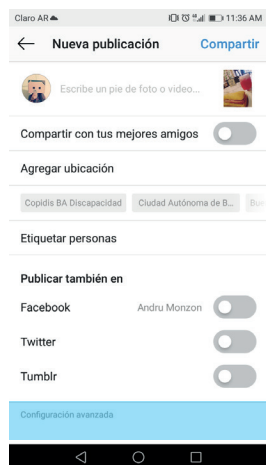 Claro AR 11:36 AM
Nueva publicación Compartir
Escribe un pie de foto o video...
Compartir con tus mejores amigos
Agregar ubicación
Copidis BA Discapacidad Ciudad Autónoma de B... Bue
Etiquetar personas
Publicar también en
Facebook Andru Monzon
Twitter
Tumblr
Configuración avanzada